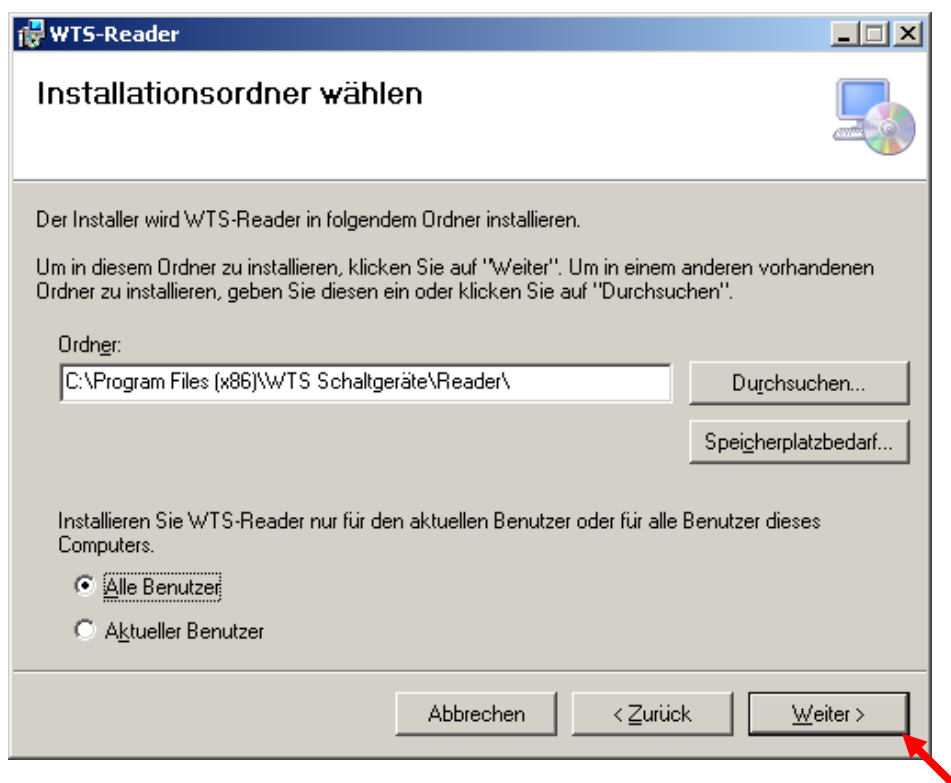 WTS-Reader
Installationsordner wählen
Der Installer wird WTS-Reader in folgendem Ordner installieren.
Um in diesem Ordner zu installieren, klicken Sie auf "Weiter". Um in einem anderen vorhandenen
Ordner zu installieren, geben Sie diesen ein oder klicken Sie auf "Durchsuchen".
Ordner:
C:\Program Files (x86)\WTS Schaltgeräte\Reader\
Durchsuchen...
Speicherplatzbedarf...
Installieren Sie WTS-Reader nur für den aktuellen Benutzer oder für alle Benutzer dieses
Computers.
Alle Benutzer
Aktueller Benutzer
Abbrechen < Zurück Weiter >